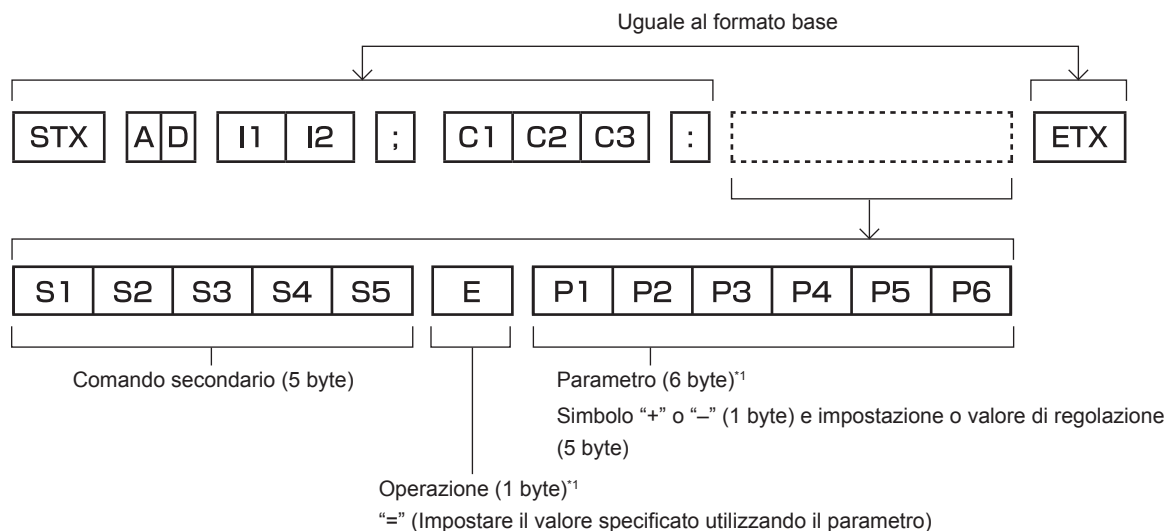 Uguale al formato base
STX A D I1 I2 ; C1 C2 C3 : ETX
S1 S2 S3 S4 S5 E P1 P2 P3 P4 P5 P6
Comando secondario (5 byte)
Parametro (6 byte)*1
Simbolo “+” o “–” (1 byte) e impostazione o valore di regolazione
(5 byte)
Operazione (1 byte)*1
“=” (Impostare il valore specificato utilizzando il parametro)